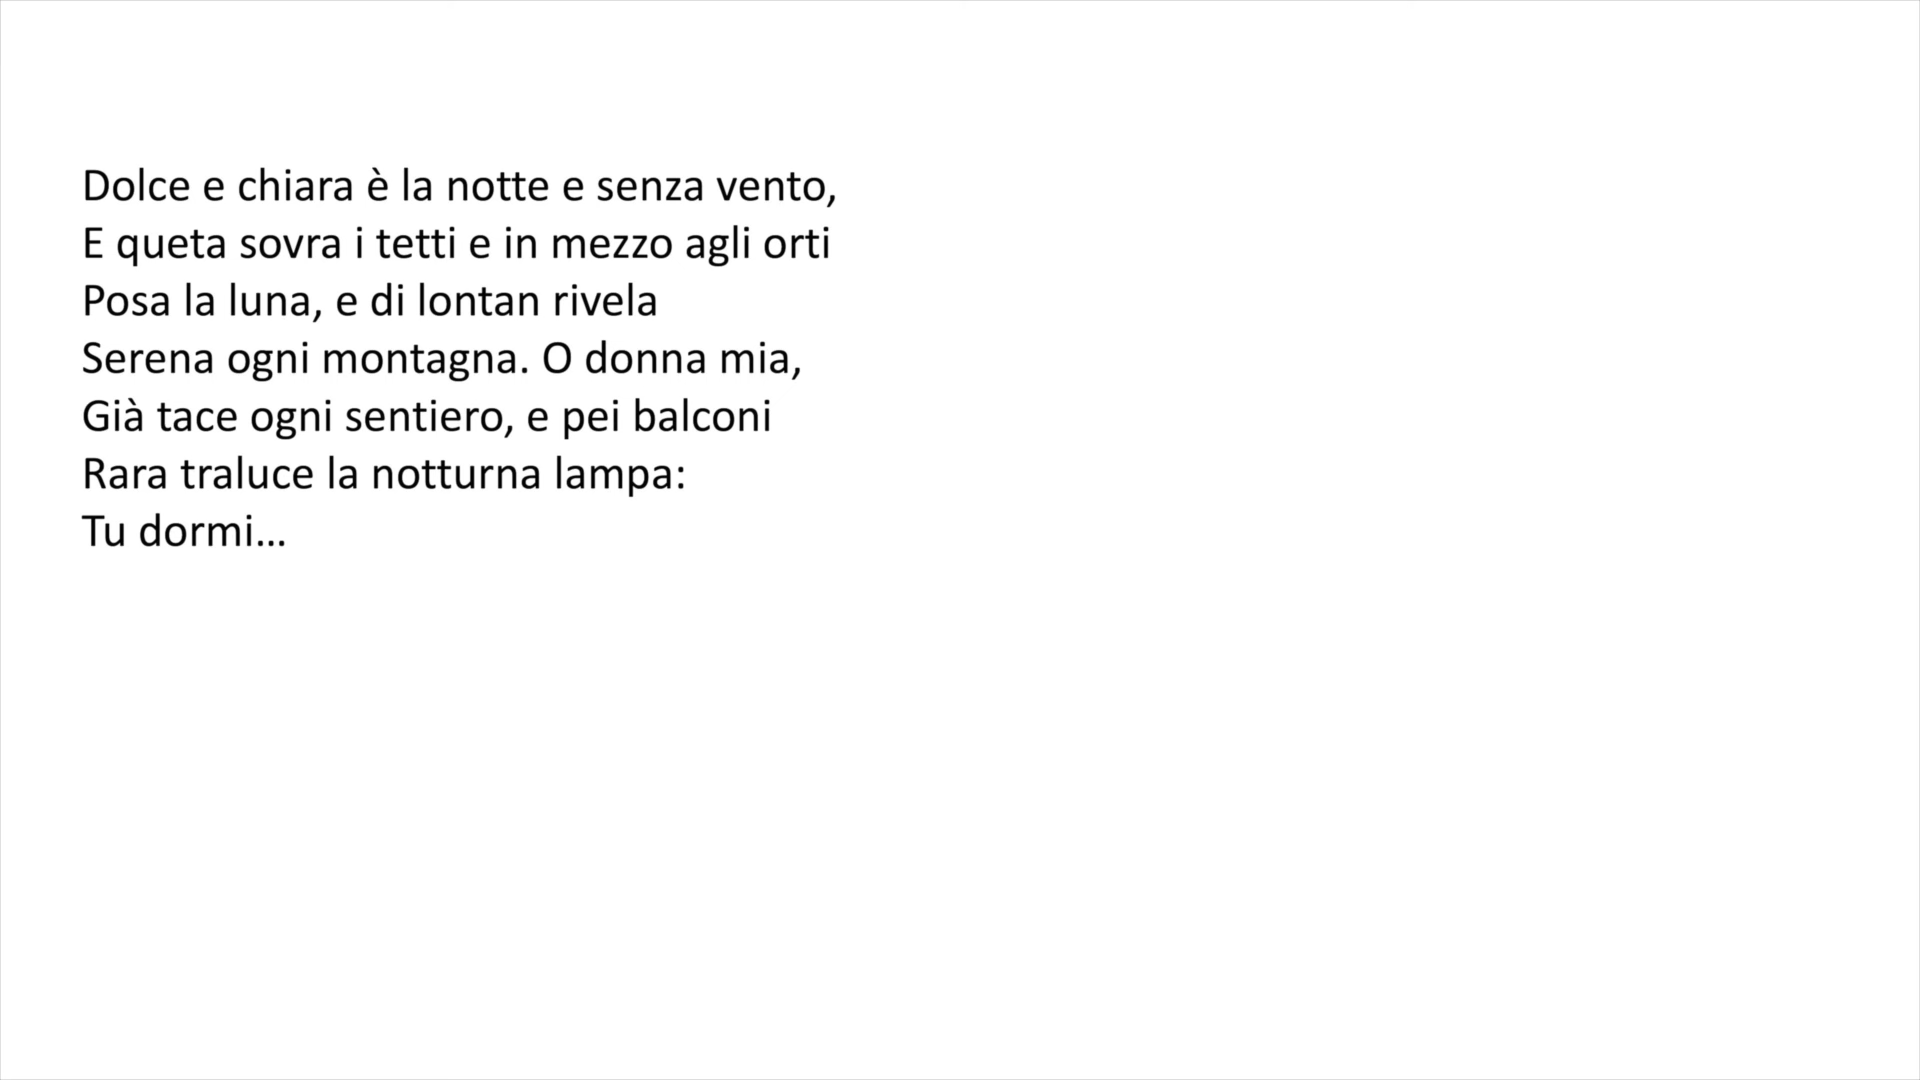 Dolce e chiara è la notte e senza vento,
E queta sovra i tetti e in mezzo agli orti
Posa la luna, e di lontan rivela
Serena ogni montagna. O donna mia,
Già tace ogni sentiero, e pei balconi
Rara traluce la notturna lampa:
Tu dormi…